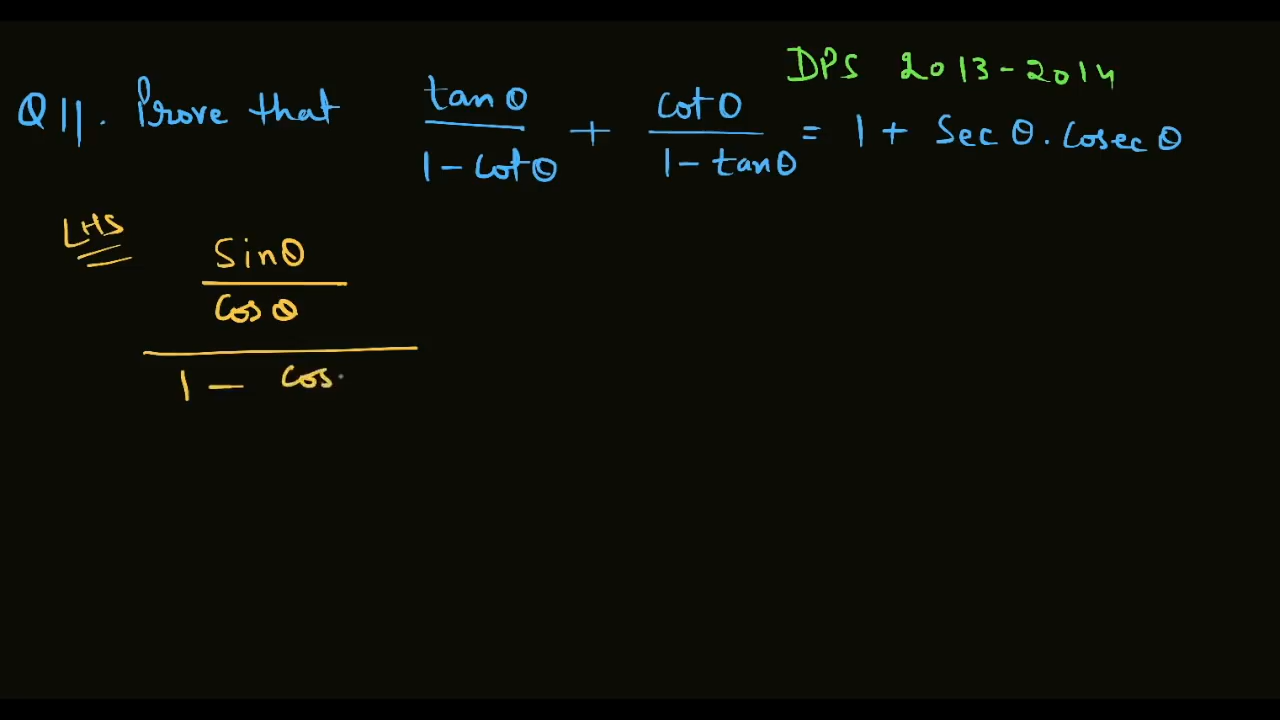 DPS 2013-2014
Q11. Prove that tanθ / 1 - cotθ + cotθ / 1 - tanθ = 1 + Secθ.Cosecθ
LHS
Sinθ
Cosθ
1 - Cos